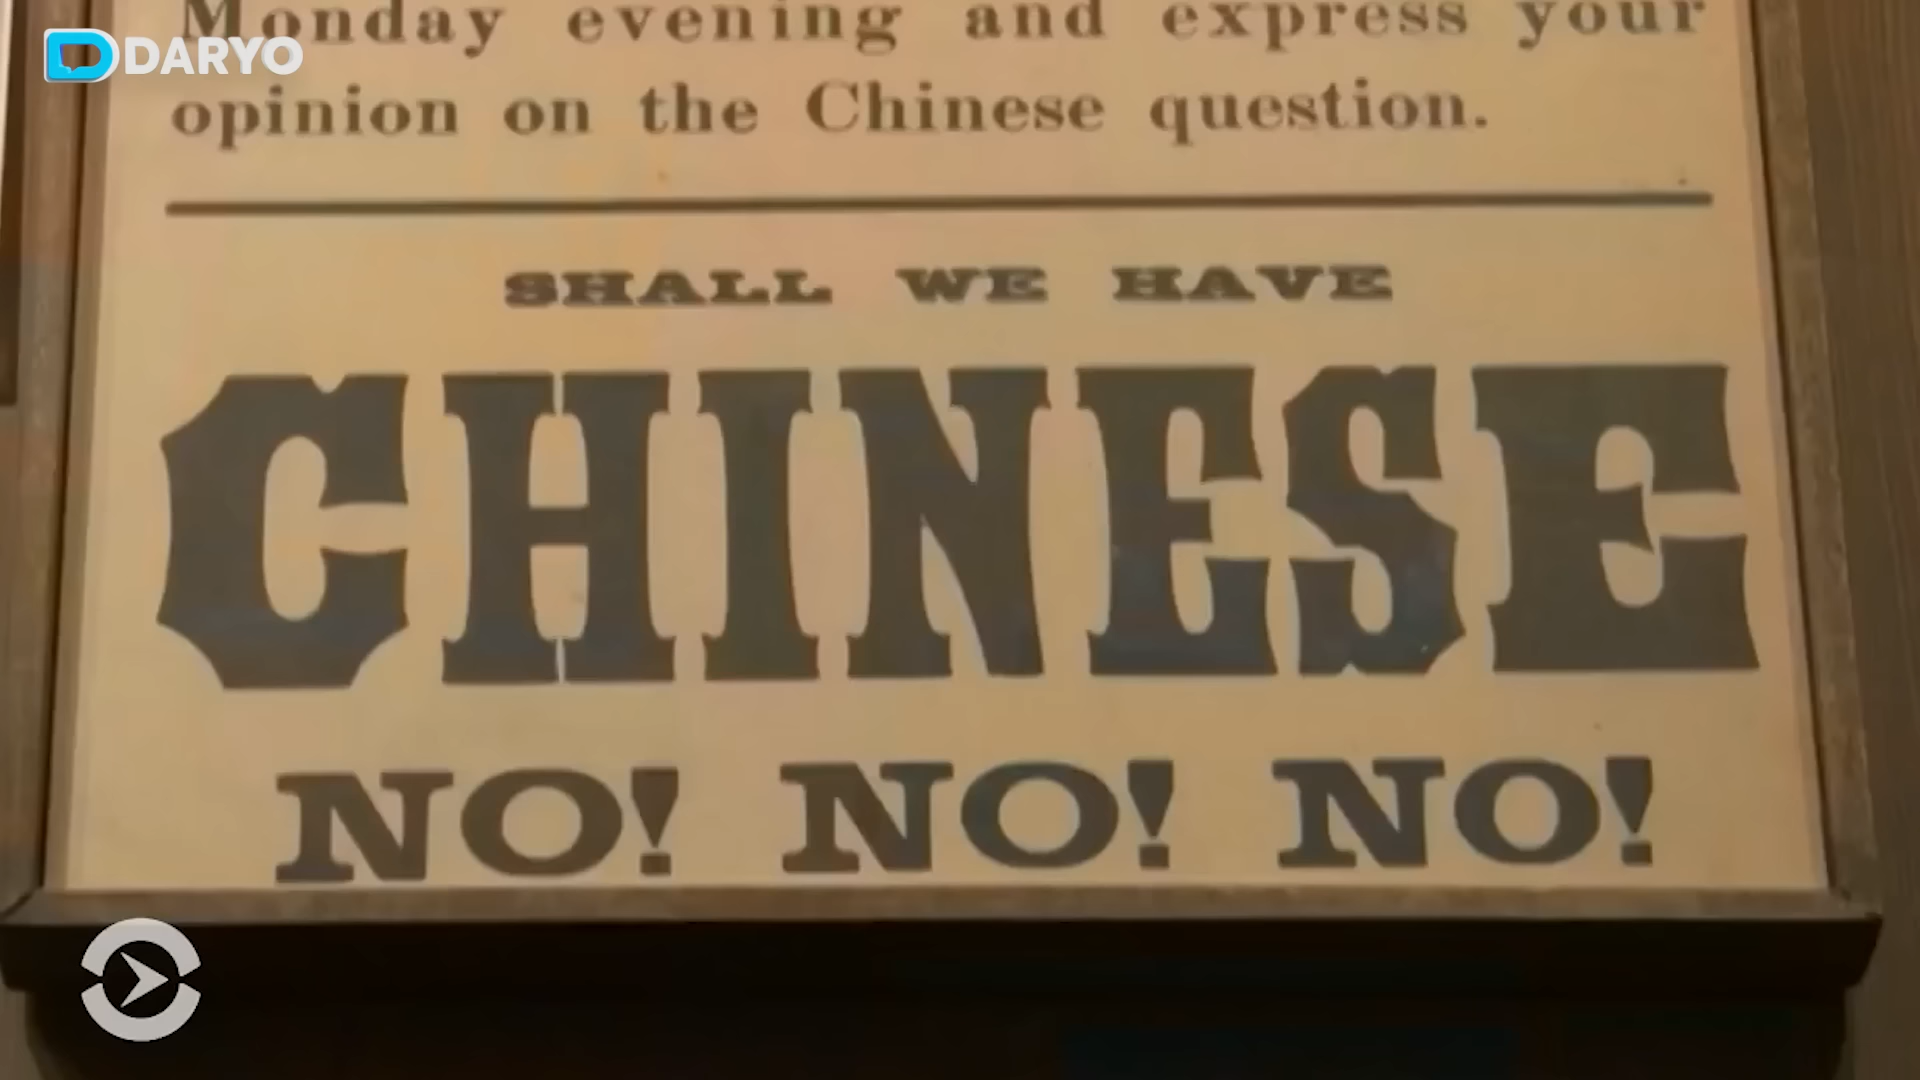 DARYO
Monday evening and express your
opinion on the Chinese question.
SHALL WE HAVE
CHINESE
NO! NO! NO!